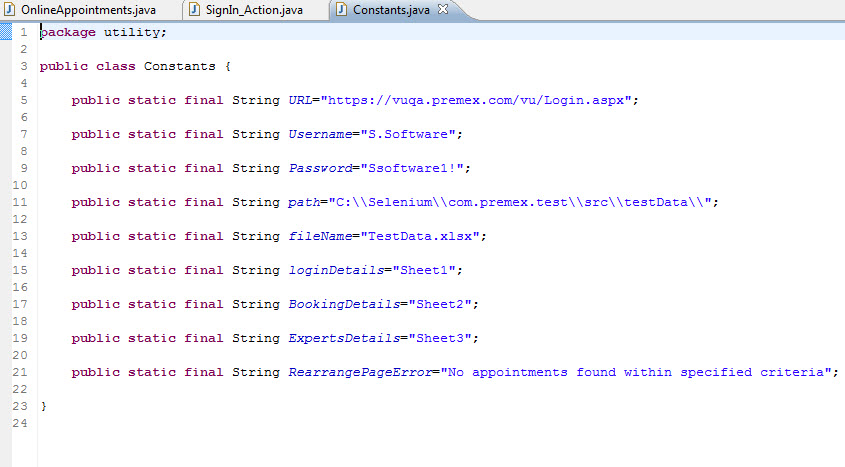 OnlineAppointments.java SignIn_Action.java Constants.java
1 package utility;
2
3 public class Constants {
4
5 public static final String URL="https://vuqa.premex.com/vu/Login.aspx";
6
7 public static final String Username="S.Software";
8
9 public static final String Password="Ssoftware1!";
10
11 public static final String path="C:\\Selenium\\com.premex.test\\src\\testData\\";
12
13 public static final String fileName="TestData.xlsx";
14
15 public static final String loginDetails="Sheet1";
16
17 public static final String BookingDetails="Sheet2";
18
19 public static final String ExpertsDetails="Sheet3";
20
21 public static final String RearrangePageError="No appointments found within specified criteria";
22
23 }
24